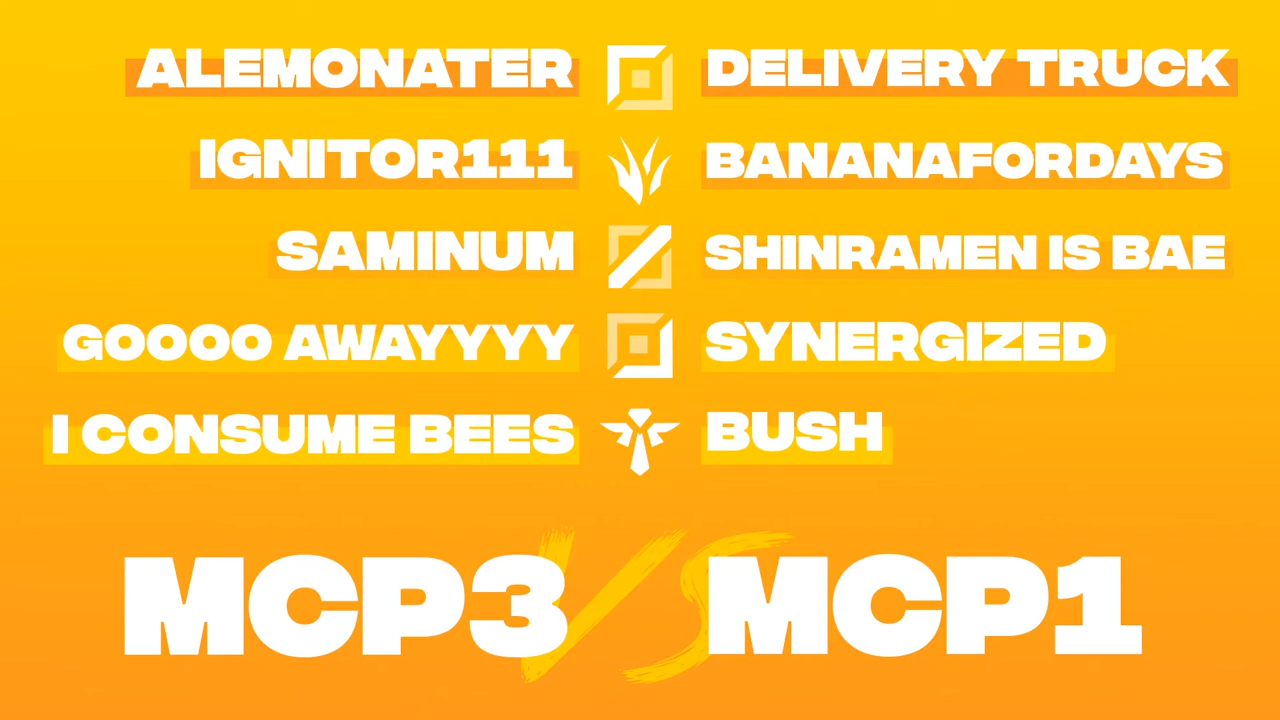 ALEMONATER DELIVERY TRUCK
IGNITOR111 BANANAFORDAYS
SAMINUM SHINRAMEN IS BAE
GOOOO AWAYYYY SYNERGIZED
I CONSUME BEES BUSH
MCP3 VS MCP1